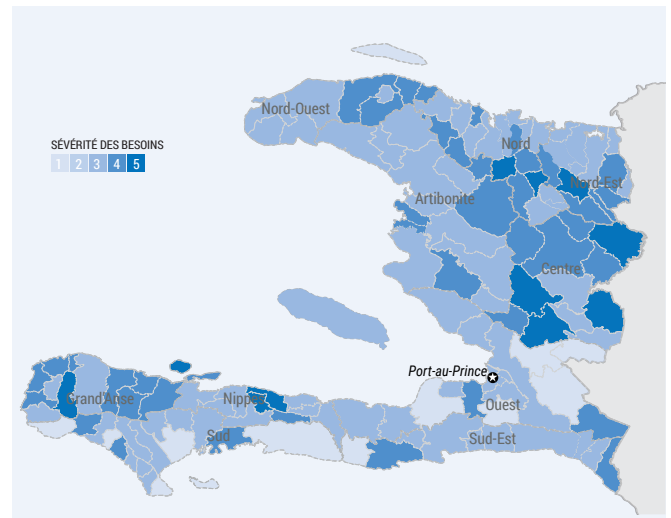 Nord-Ouest
SÉVÉRITÉ DES BESOINS
1 2 3 4 5
Nord
Nord-Est
Artibonite
Centre
Port-au-Prince
Grand'Anse
Nippes
Ouest
Sud
Sud-Est